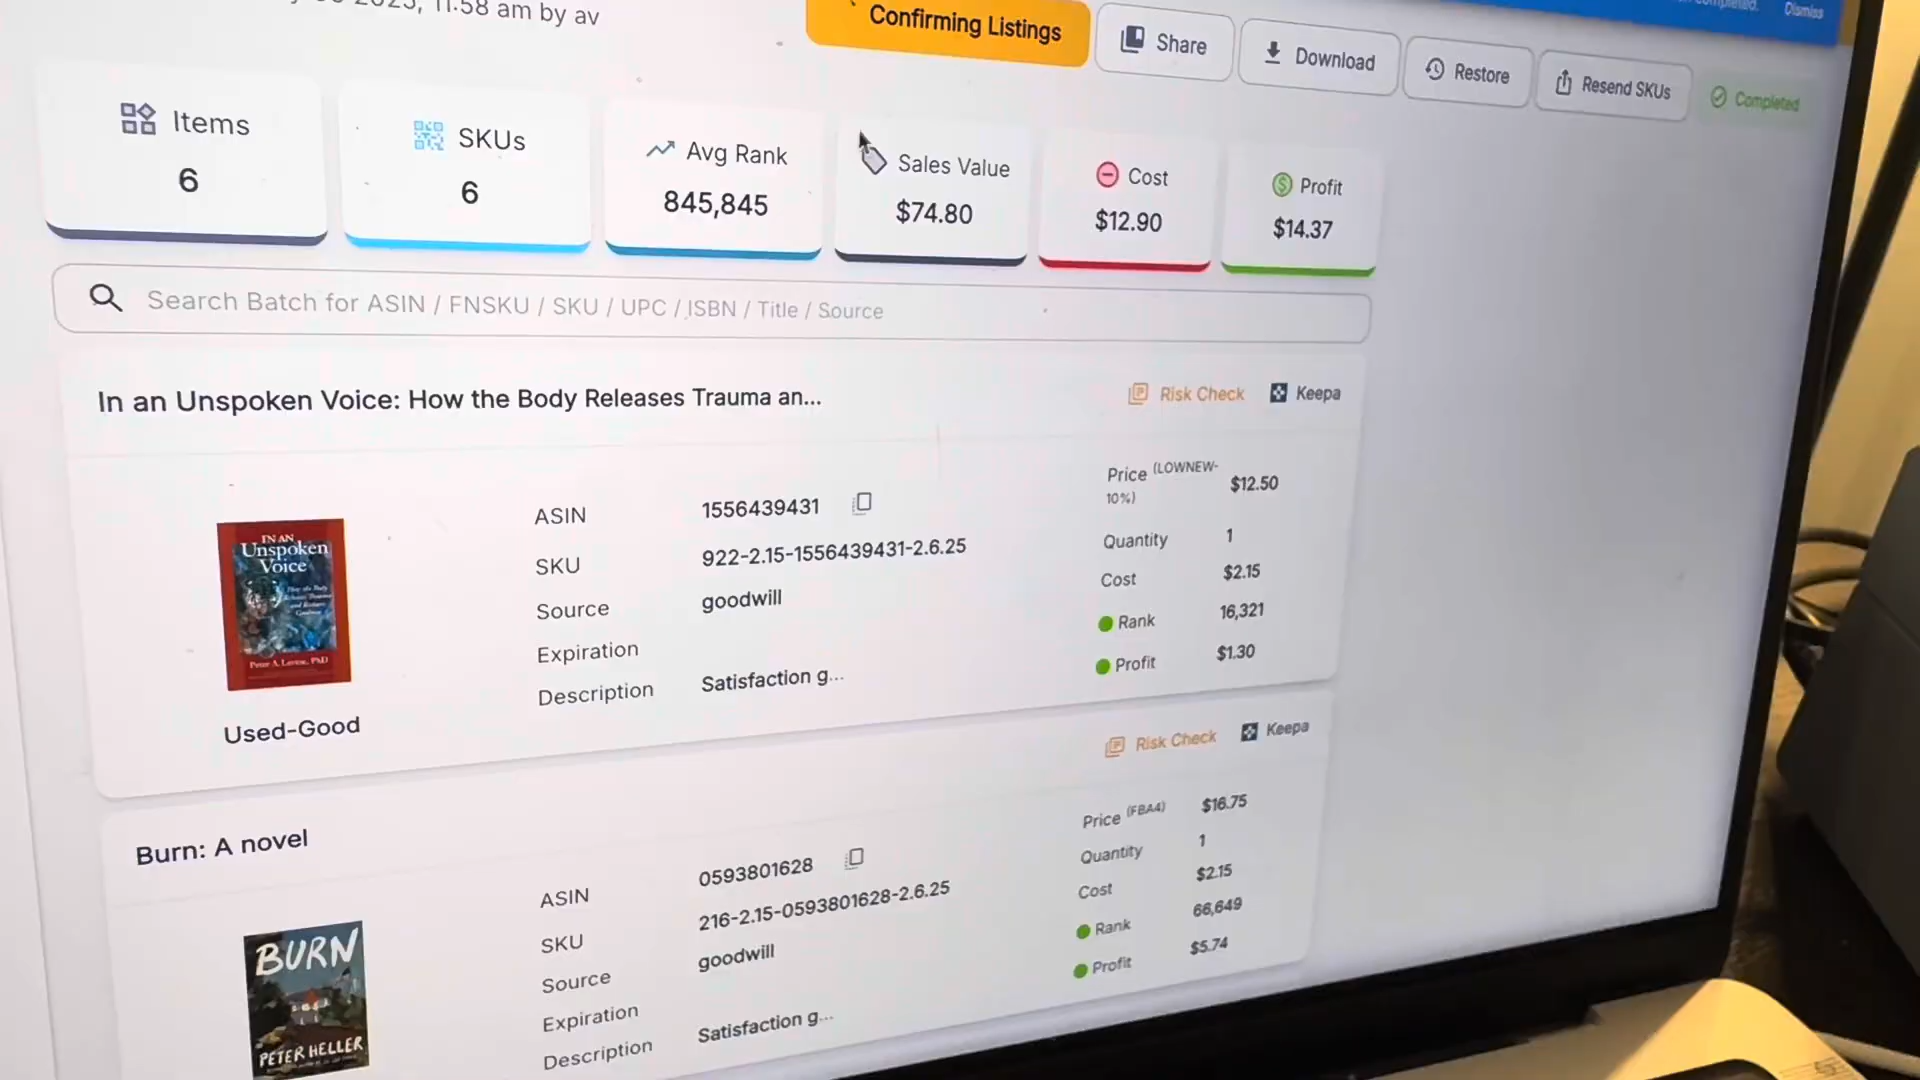 11:58 am by av
Confirming Listings
Share
Download
Restore
Resend SKUs
Completed
Dismiss
Items
6
SKUs
6
Avg Rank
845,845
Sales Value
$74.80
Cost
$12.90
Profit
$14.37
Search Batch for ASIN / FNSKU / SKU / UPC / ISBN / Title / Source
In an Unspoken Voice: How the Body Releases Trauma an...
Risk Check
Keepa
IN AN
Unspoken
Voice
Peter A. Levine, PhD
Used-Good
ASIN 1556439431
SKU 922-2.15-1556439431-2.6.25
Source goodwill
Expiration
Description Satisfaction g...
Price (LOWNEW-10%) $12.50
Quantity 1
Cost $2.15
Rank 16,321
Profit $1.30
Burn: A novel
Risk Check
Keepa
BURN
PETER HELLER
ASIN 0593801628
SKU 216-2.15-0593801628-2.6.25
Source goodwill
Expiration
Description Satisfaction g...
Price (FBA4) $16.75
Quantity 1
Cost $2.15
Rank 66,649
Profit $5.74